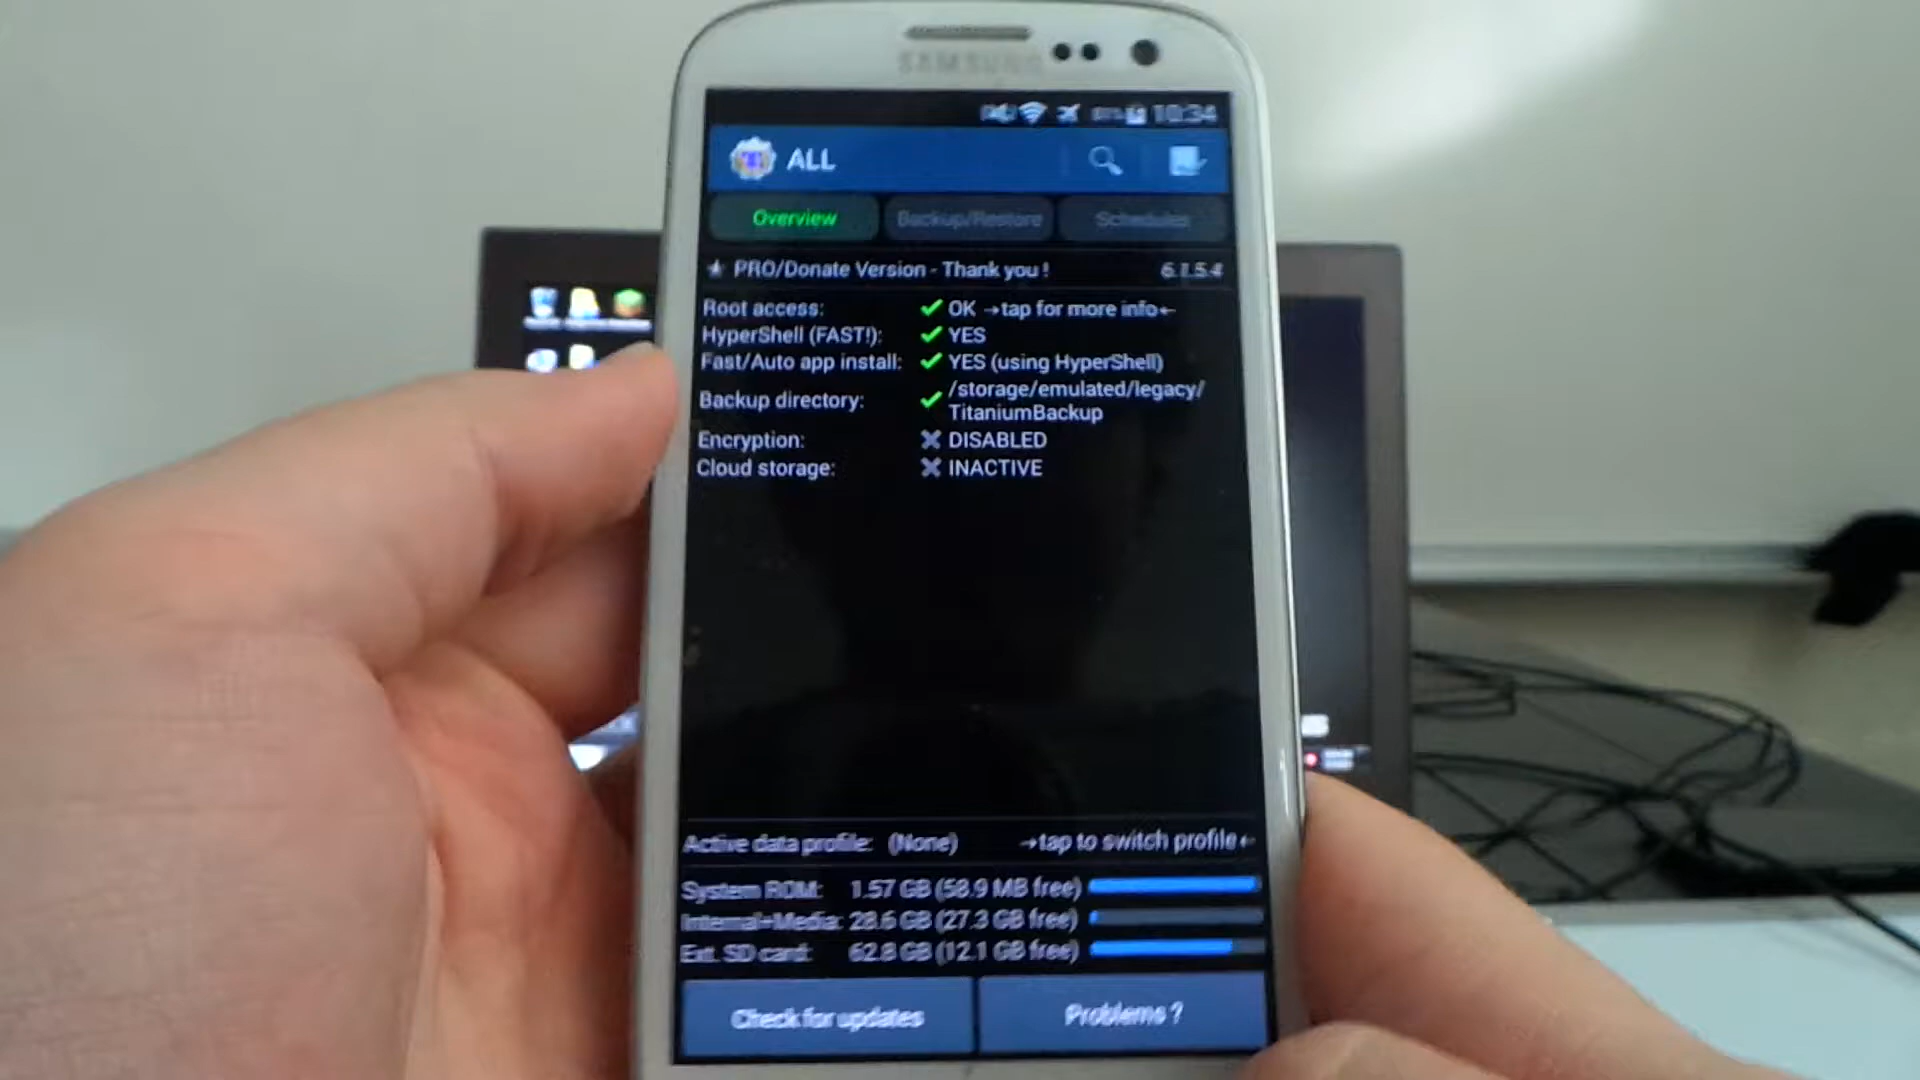 SAMSUNG
10:34
ALL
Overview
Backup/Restore
Schedules
PRO/Donate Version - Thank you !
6.1.5.4
Root access: OK →tap for more info←
HyperShell (FAST!): YES
Fast/Auto app install: YES (using HyperShell)
Backup directory: /storage/emulated/legacy/
TitaniumBackup
Encryption: DISABLED
Cloud storage: INACTIVE
Active data profile: (None) →tap to switch profile←
System ROM: 1.57 GB (58.9 MB free)
Internal+Media: 28.6 GB (27.3 GB free)
Ext. SD card: 62.8 GB (12.1 GB free)
Check for updates
Problems ?